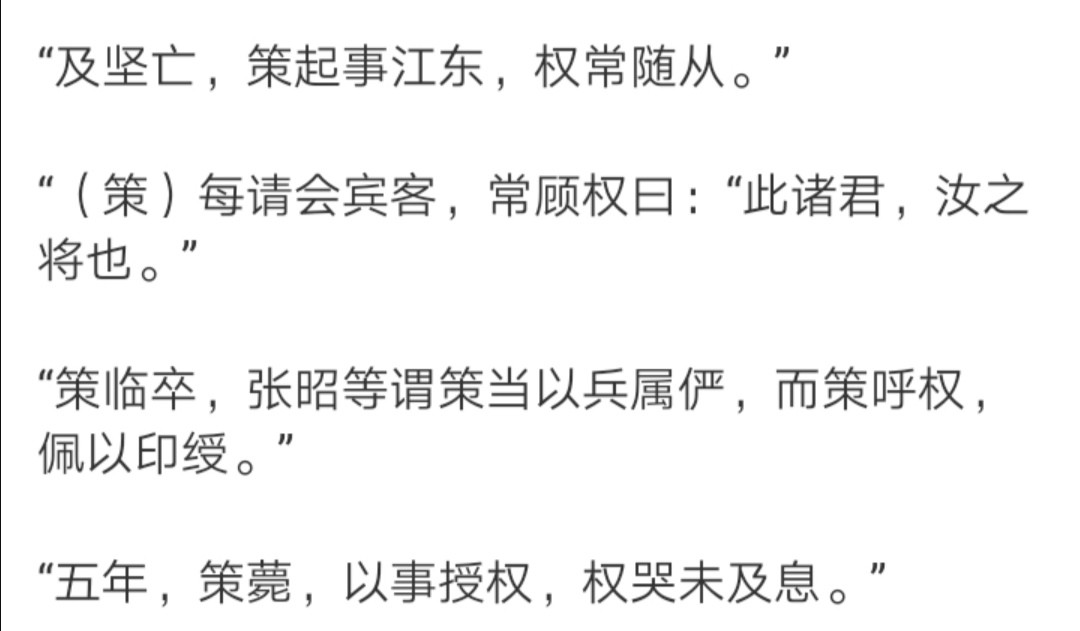 “及坚亡，策起事江东，权常随从。”
“（策）每请会宾客，常顾权曰：“此诸君，汝之
将也。”
“策临卒，张昭等谓策当以兵属俨，而策呼权，
佩以印绶。”
“五年，策薨，以事授权，权哭未及息。”